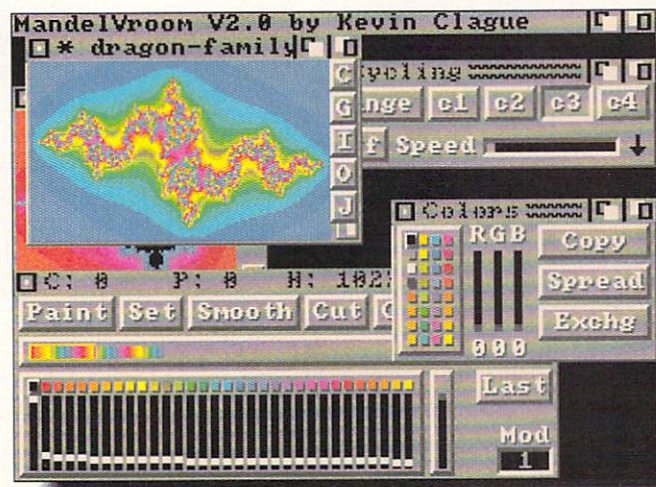 MandelVroom V2.0 by Kevin Clague
* dragon-family
C
G
I
O
J
ycling
nge c1 c2 c3 c4
f Speed
Colors
R G B
Copy
Spread
Exchg
0 0 0
C: 0 P: 0 H: 102
Paint Set Smooth Cut
Last
Mod
1